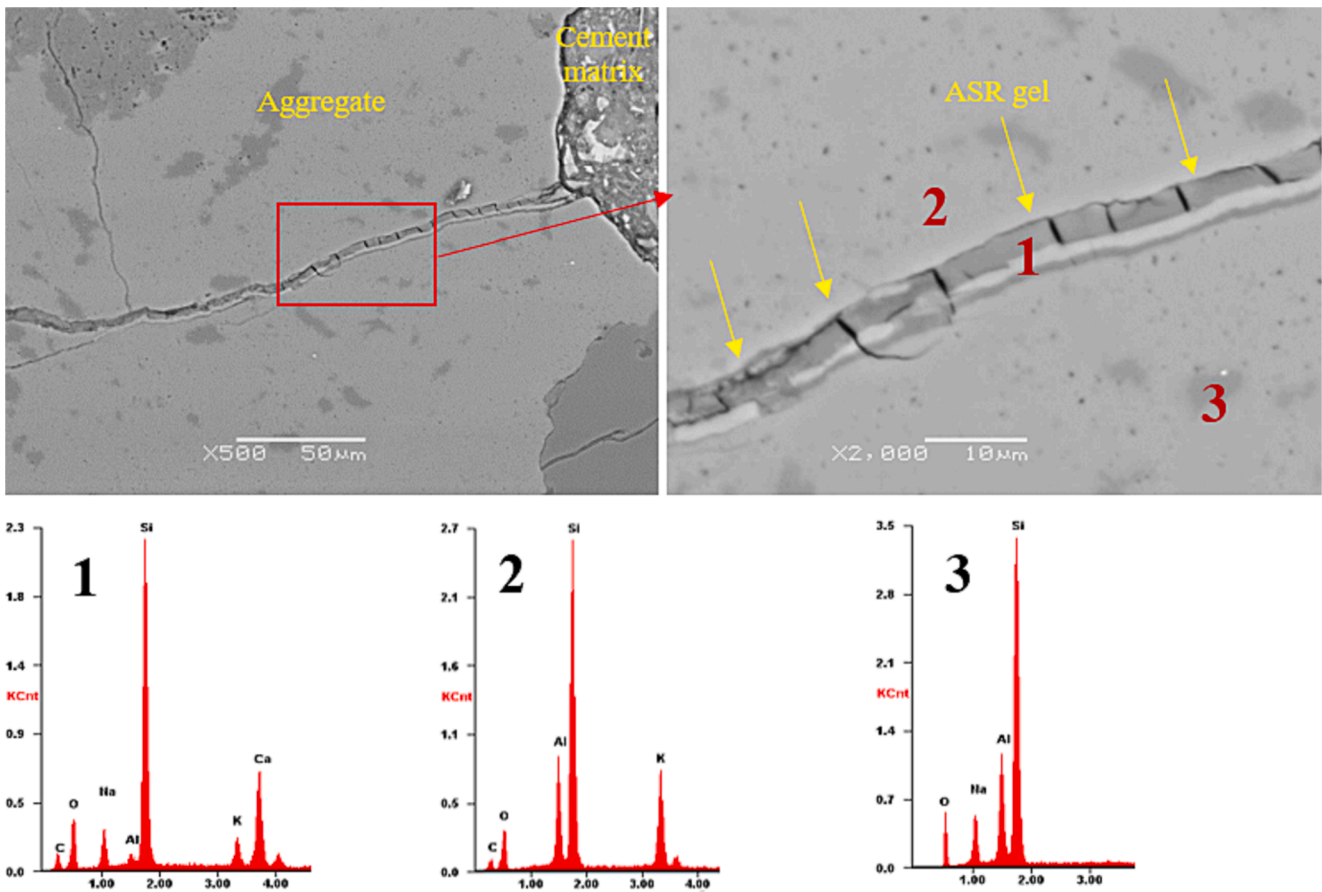 Cement
matrix
Aggregate
X500 50µm
ASR gel
2
1
3
X2,000 10µm
2.3
1.8
1.4
KCnt
0.9
0.5
0.0
1
Si
C
O
Na
Al
K
Ca
1.00 2.00 3.00 4.00
2.7
2.1
1.6
KCnt
1.1
0.5
0.0
2
Si
C
O
Al
K
1.00 2.00 3.00 4.00
3.5
2.8
2.1
KCnt
1.4
0.7
0.0
3
Si
O
Na
Al
1.00 2.00 3.00